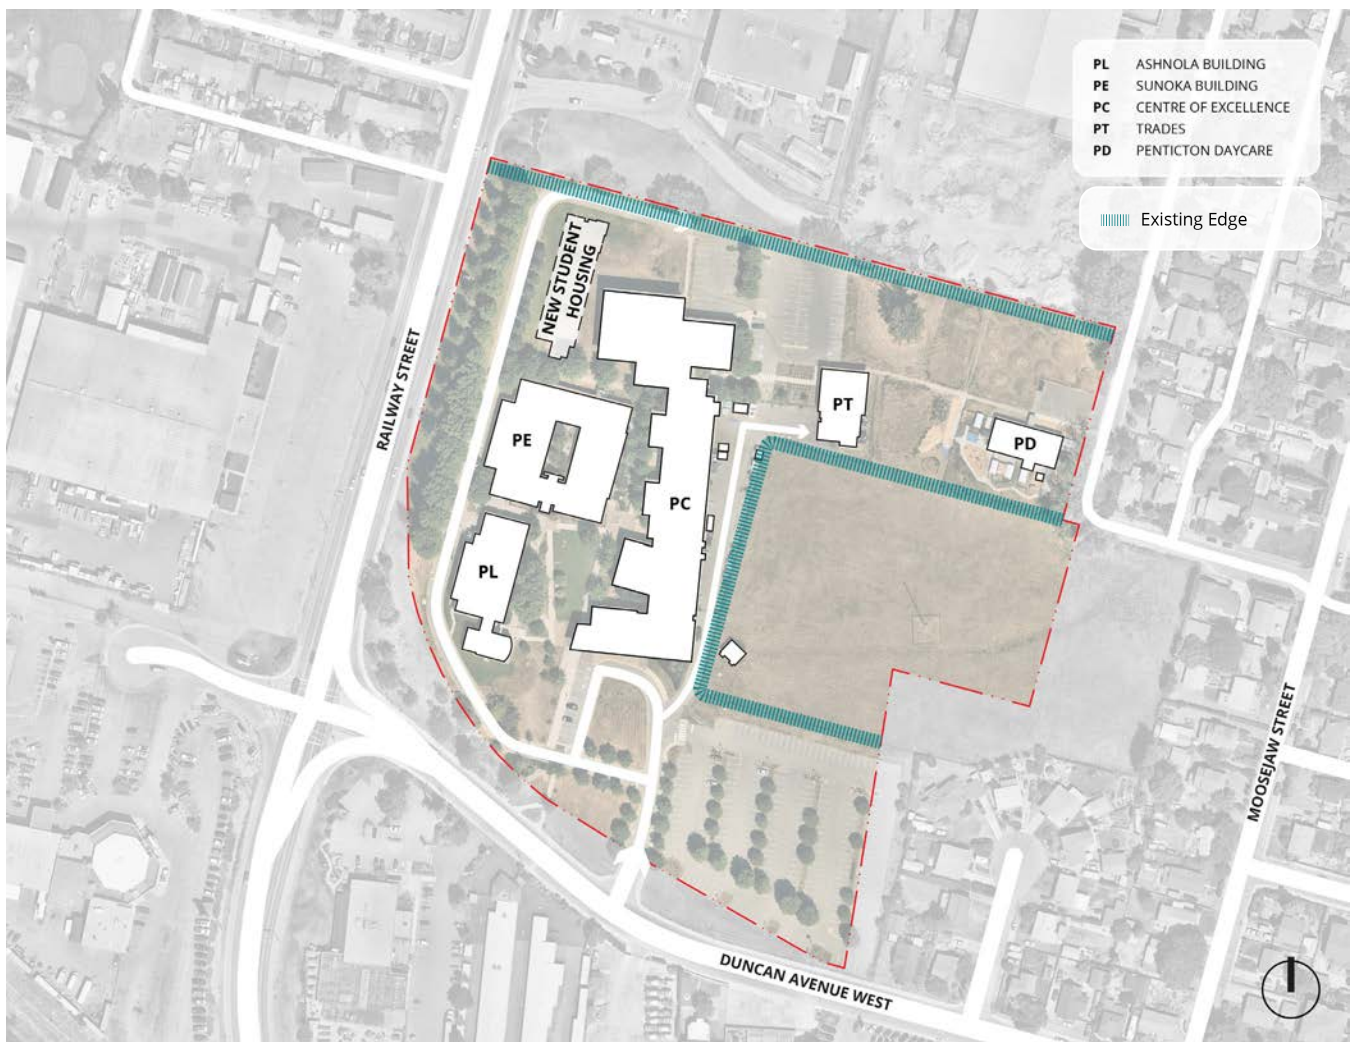 PL ASHNOLA BUILDING
PE SUNOKA BUILDING
PC CENTRE OF EXCELLENCE
PT TRADES
PD PENTICTON DAYCARE
Existing Edge
NEW STUDENT
HOUSING
RAILWAY STREET
PT
PE
PD
PC
PL
MOOSEJAW STREET
DUNCAN AVENUE WEST